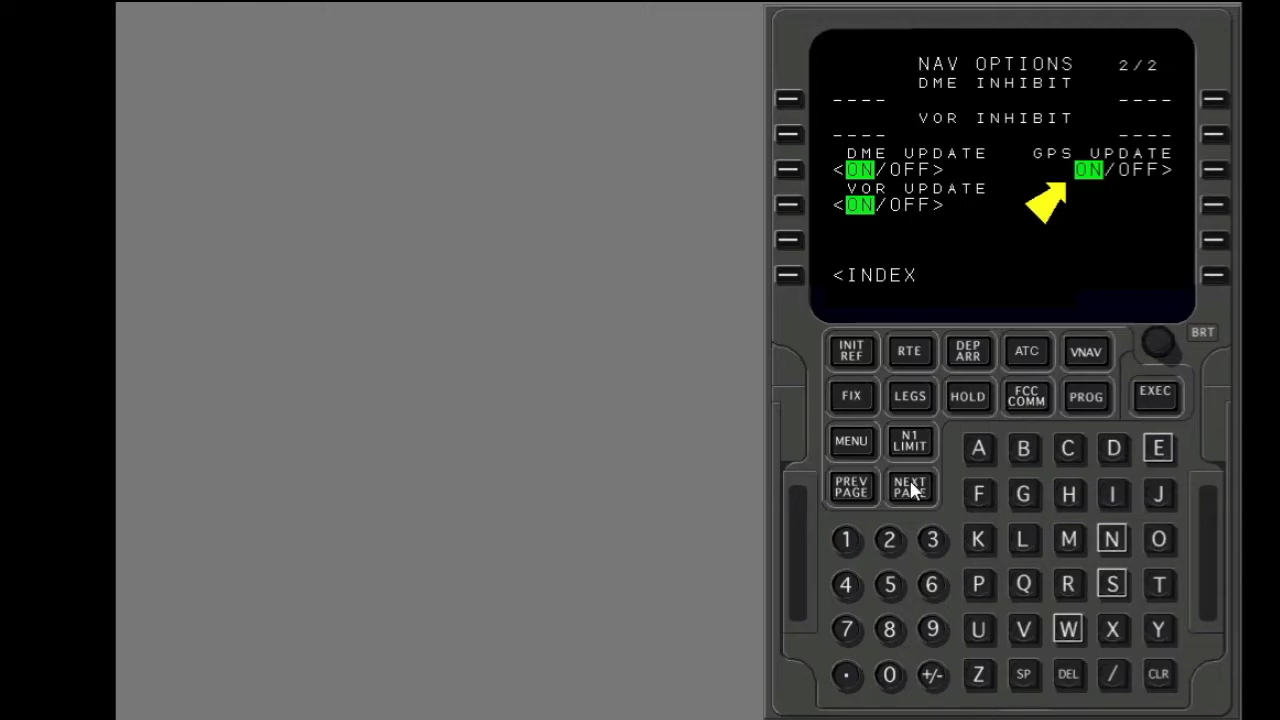 NAV OPTIONS 2/2
DME INHIBIT
---- ----
VOR INHIBIT
---- ----
DME UPDATE GPS UPDATE
<ON/OFF> ON/OFF>
VOR UPDATE
<ON/OFF>
<INDEX
BRT
INIT REF RTE DEP ARR ATC VNAV
FIX LEGS HOLD FCC COMM PROG EXEC
MENU N1 LIMIT
A B C D E
PREV PAGE NEXT PAGE
F G H I J
1 2 3 K L M N O
4 5 6 P Q R S T
7 8 9 U V W X Y
. 0 +/- Z SP DEL / CLR